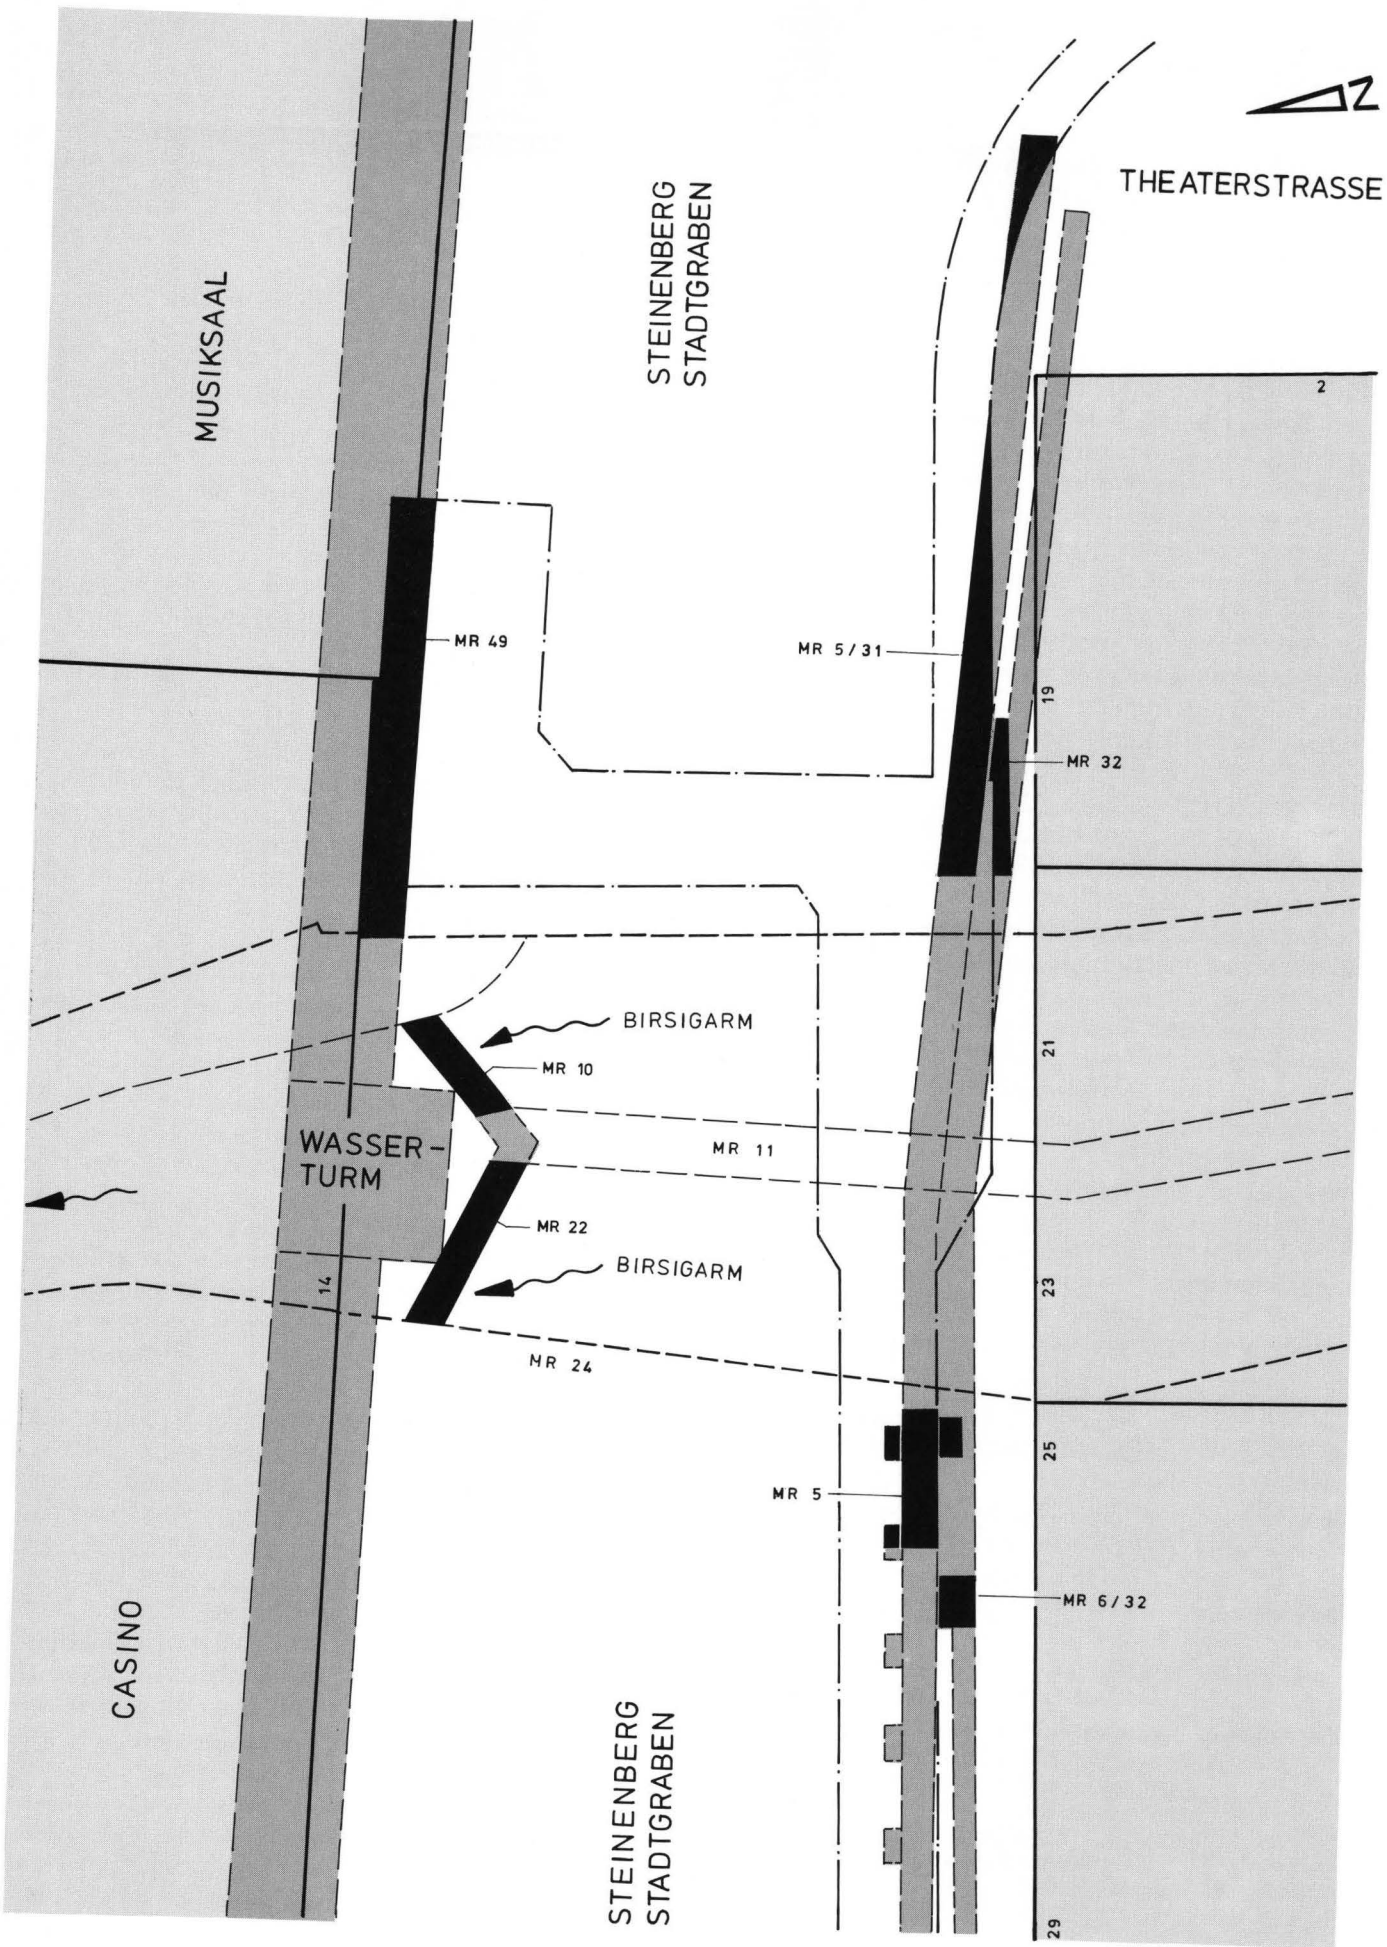 N
THEATERSTRASSE
STEINENBERG
STADTGRABEN
MUSIKSAAL
2
MR 49
MR 5/31
19
MR 32
BIRSIGARM
21
MR 10
WASSER-
TURM
MR 11
MR 22
BIRSIGARM
14
23
MR 24
25
MR 5
MR 6/32
CASINO
STEINENBERG
STADTGRABEN
29